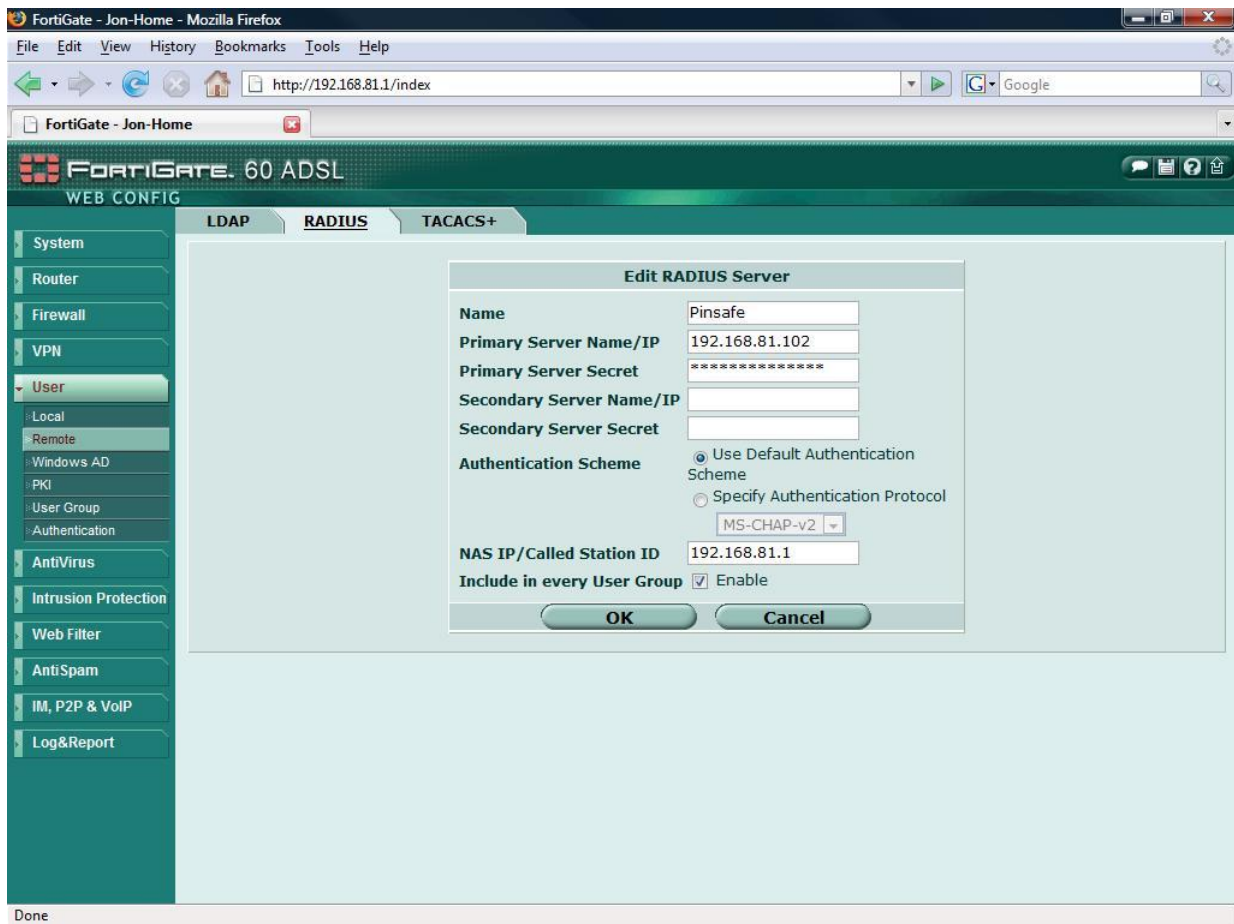 FortiGate - Jon-Home - Mozilla Firefox
File Edit View History Bookmarks Tools Help
http://192.168.81.1/index
G Google
FortiGate - Jon-Home
FORTIGATE. 60 ADSL
WEB CONFIG
LDAP RADIUS TACACS+
System
Router
Firewall
VPN
User
Local
Remote
Windows AD
PKI
User Group
Authentication
AntiVirus
Intrusion Protection
Web Filter
AntiSpam
IM, P2P & VoIP
Log&Report
Edit RADIUS Server
Name Pinsafe
Primary Server Name/IP 192.168.81.102
Primary Server Secret **************
Secondary Server Name/IP
Secondary Server Secret
Authentication Scheme Use Default Authentication
Scheme
Specify Authentication Protocol
MS-CHAP-v2
NAS IP/Called Station ID 192.168.81.1
Include in every User Group Enable
OK Cancel
Done